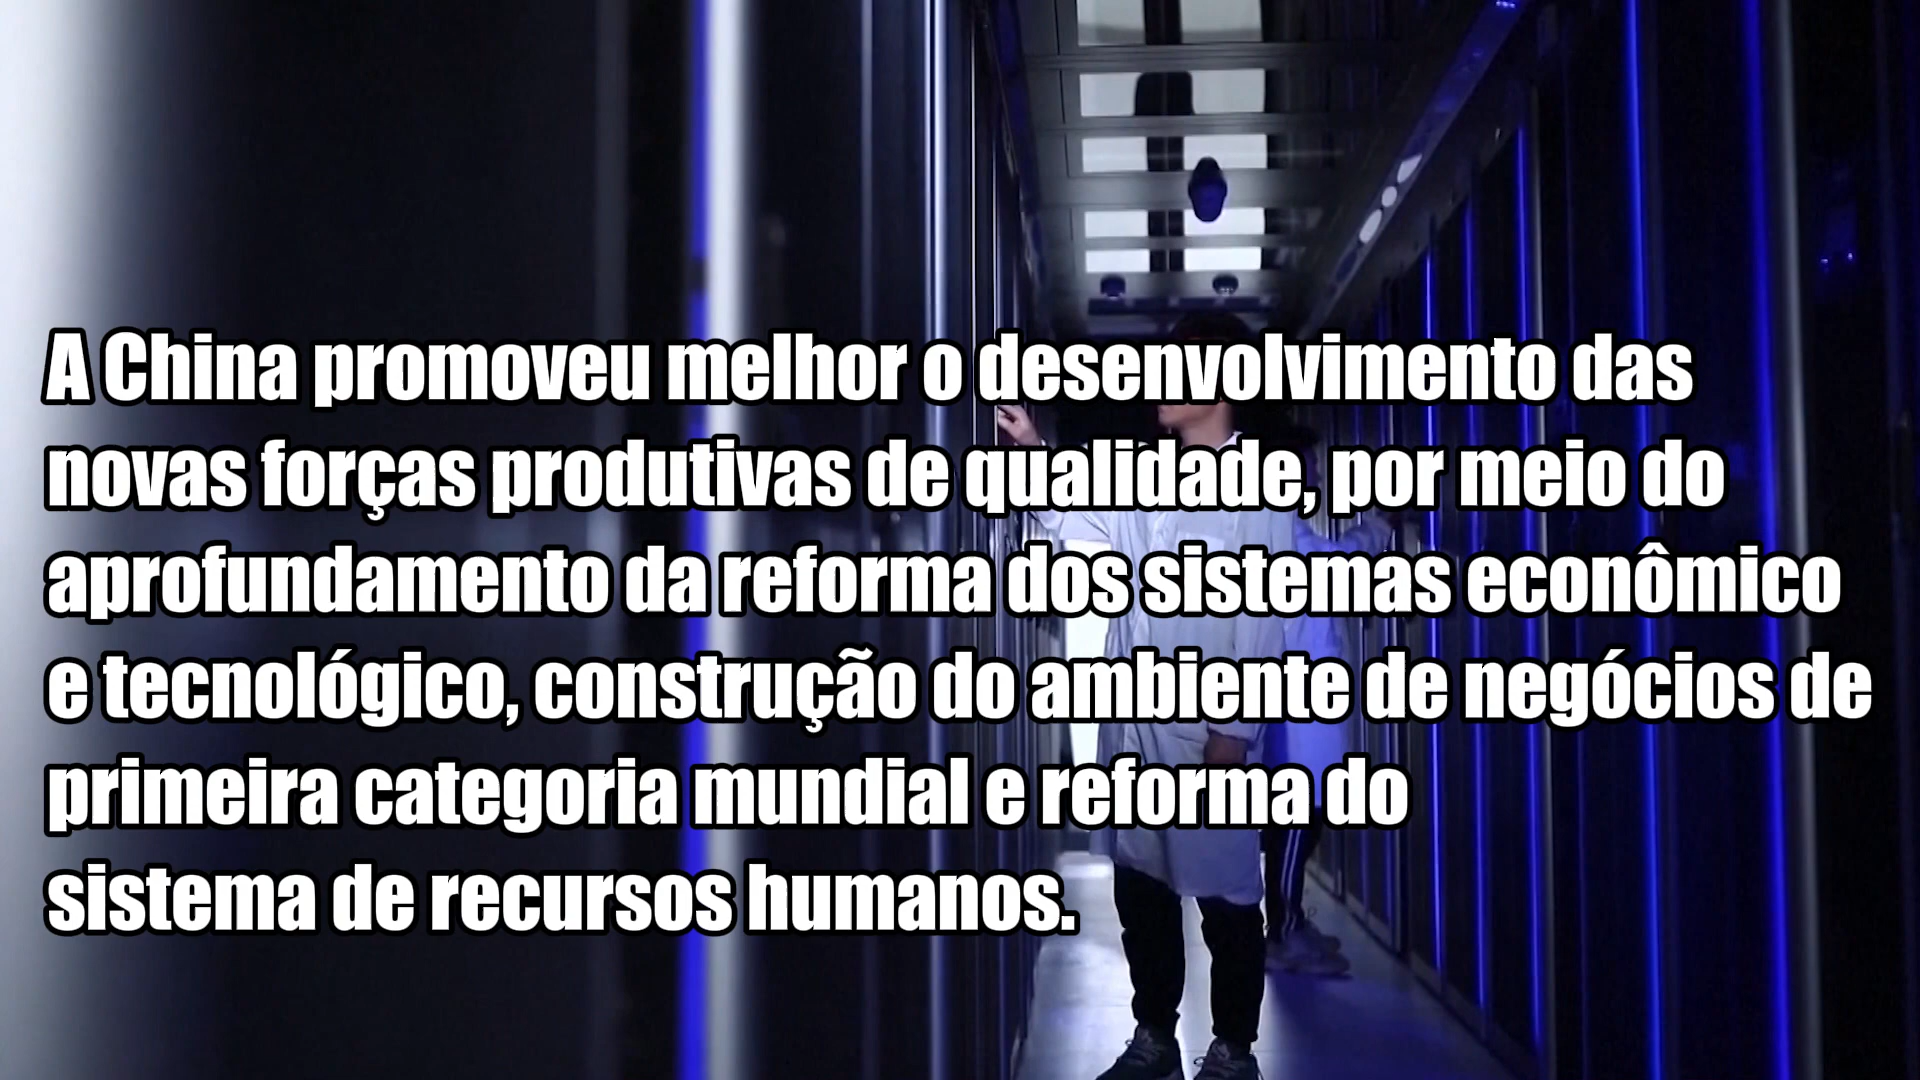 A China promoveu melhor o desenvolvimento das
novas forças produtivas de qualidade, por meio do
aprofundamento da reforma dos sistemas econômico
e tecnológico, construção do ambiente de negócios de
primeira categoria mundial e reforma do
sistema de recursos humanos.